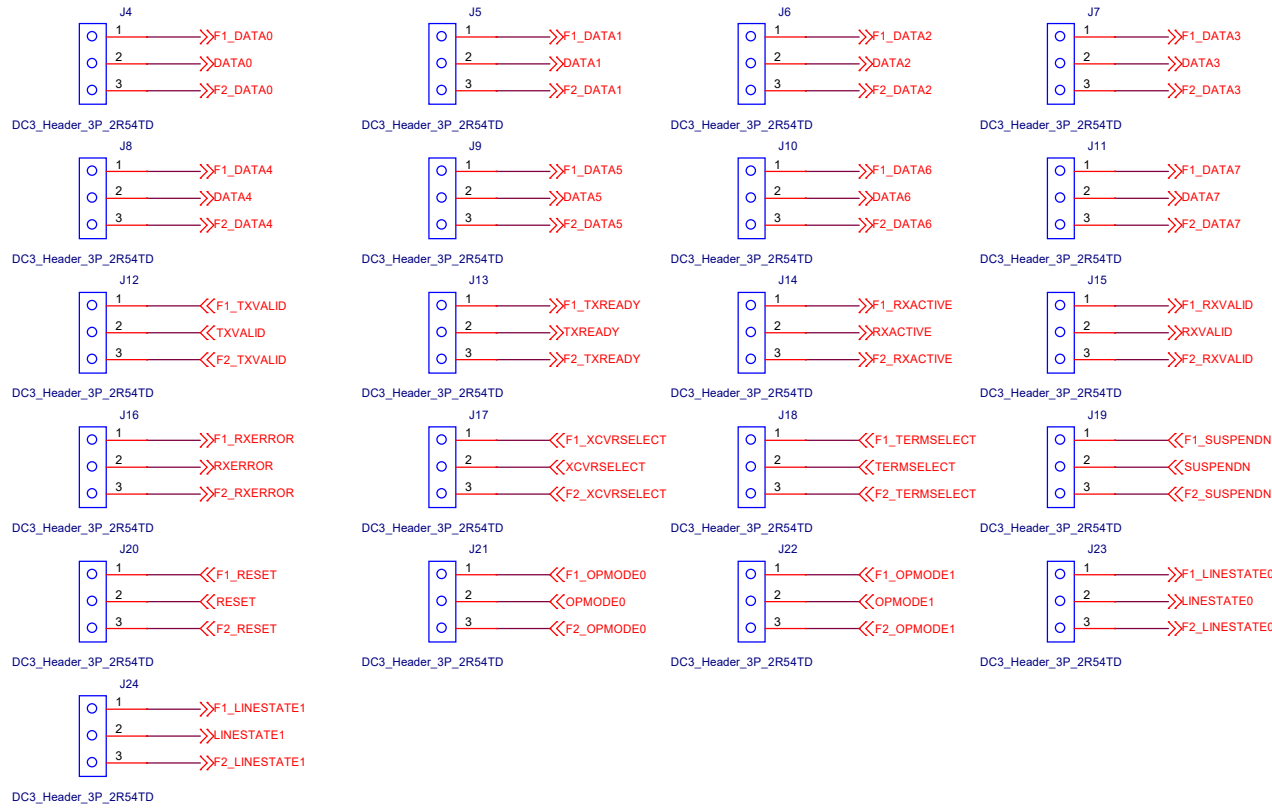 J4
1 F1_DATA0
2 DATA0
3 F2_DATA0
DC3_Header_3P_2R54TD
J5
1 F1_DATA1
2 DATA1
3 F2_DATA1
DC3_Header_3P_2R54TD
J6
1 F1_DATA2
2 DATA2
3 F2_DATA2
DC3_Header_3P_2R54TD
J7
1 F1_DATA3
2 DATA3
3 F2_DATA3
DC3_Header_3P_2R54TD
J8
1 F1_DATA4
2 DATA4
3 F2_DATA4
DC3_Header_3P_2R54TD
J9
1 F1_DATA5
2 DATA5
3 F2_DATA5
DC3_Header_3P_2R54TD
J10
1 F1_DATA6
2 DATA6
3 F2_DATA6
DC3_Header_3P_2R54TD
J11
1 F1_DATA7
2 DATA7
3 F2_DATA7
DC3_Header_3P_2R54TD
J12
1 F1_TXVALID
2 TXVALID
3 F2_TXVALID
DC3_Header_3P_2R54TD
J13
1 F1_TXREADY
2 TXREADY
3 F2_TXREADY
DC3_Header_3P_2R54TD
J14
1 F1_RXACTIVE
2 RXACTIVE
3 F2_RXACTIVE
DC3_Header_3P_2R54TD
J15
1 F1_RXVALID
2 RXVALID
3 F2_RXVALID
DC3_Header_3P_2R54TD
J16
1 F1_RXERROR
2 RXERROR
3 F2_RXERROR
DC3_Header_3P_2R54TD
J17
1 F1_XCVRSELECT
2 XCVRSELECT
3 F2_XCVRSELECT
DC3_Header_3P_2R54TD
J18
1 F1_TERMSELECT
2 TERMSELECT
3 F2_TERMSELECT
DC3_Header_3P_2R54TD
J19
1 F1_SUSPENDN
2 SUSPENDN
3 F2_SUSPENDN
DC3_Header_3P_2R54TD
J20
1 F1_RESET
2 RESET
3 F2_RESET
DC3_Header_3P_2R54TD
J21
1 F1_OPMODE0
2 OPMODE0
3 F2_OPMODE0
DC3_Header_3P_2R54TD
J22
1 F1_OPMODE1
2 OPMODE1
3 F2_OPMODE1
DC3_Header_3P_2R54TD
J23
1 F1_LINESTATE0
2 LINESTATE0
3 F2_LINESTATE0
DC3_Header_3P_2R54TD
J24
1 F1_LINESTATE1
2 LINESTATE1
3 F2_LINESTATE1
DC3_Header_3P_2R54TD